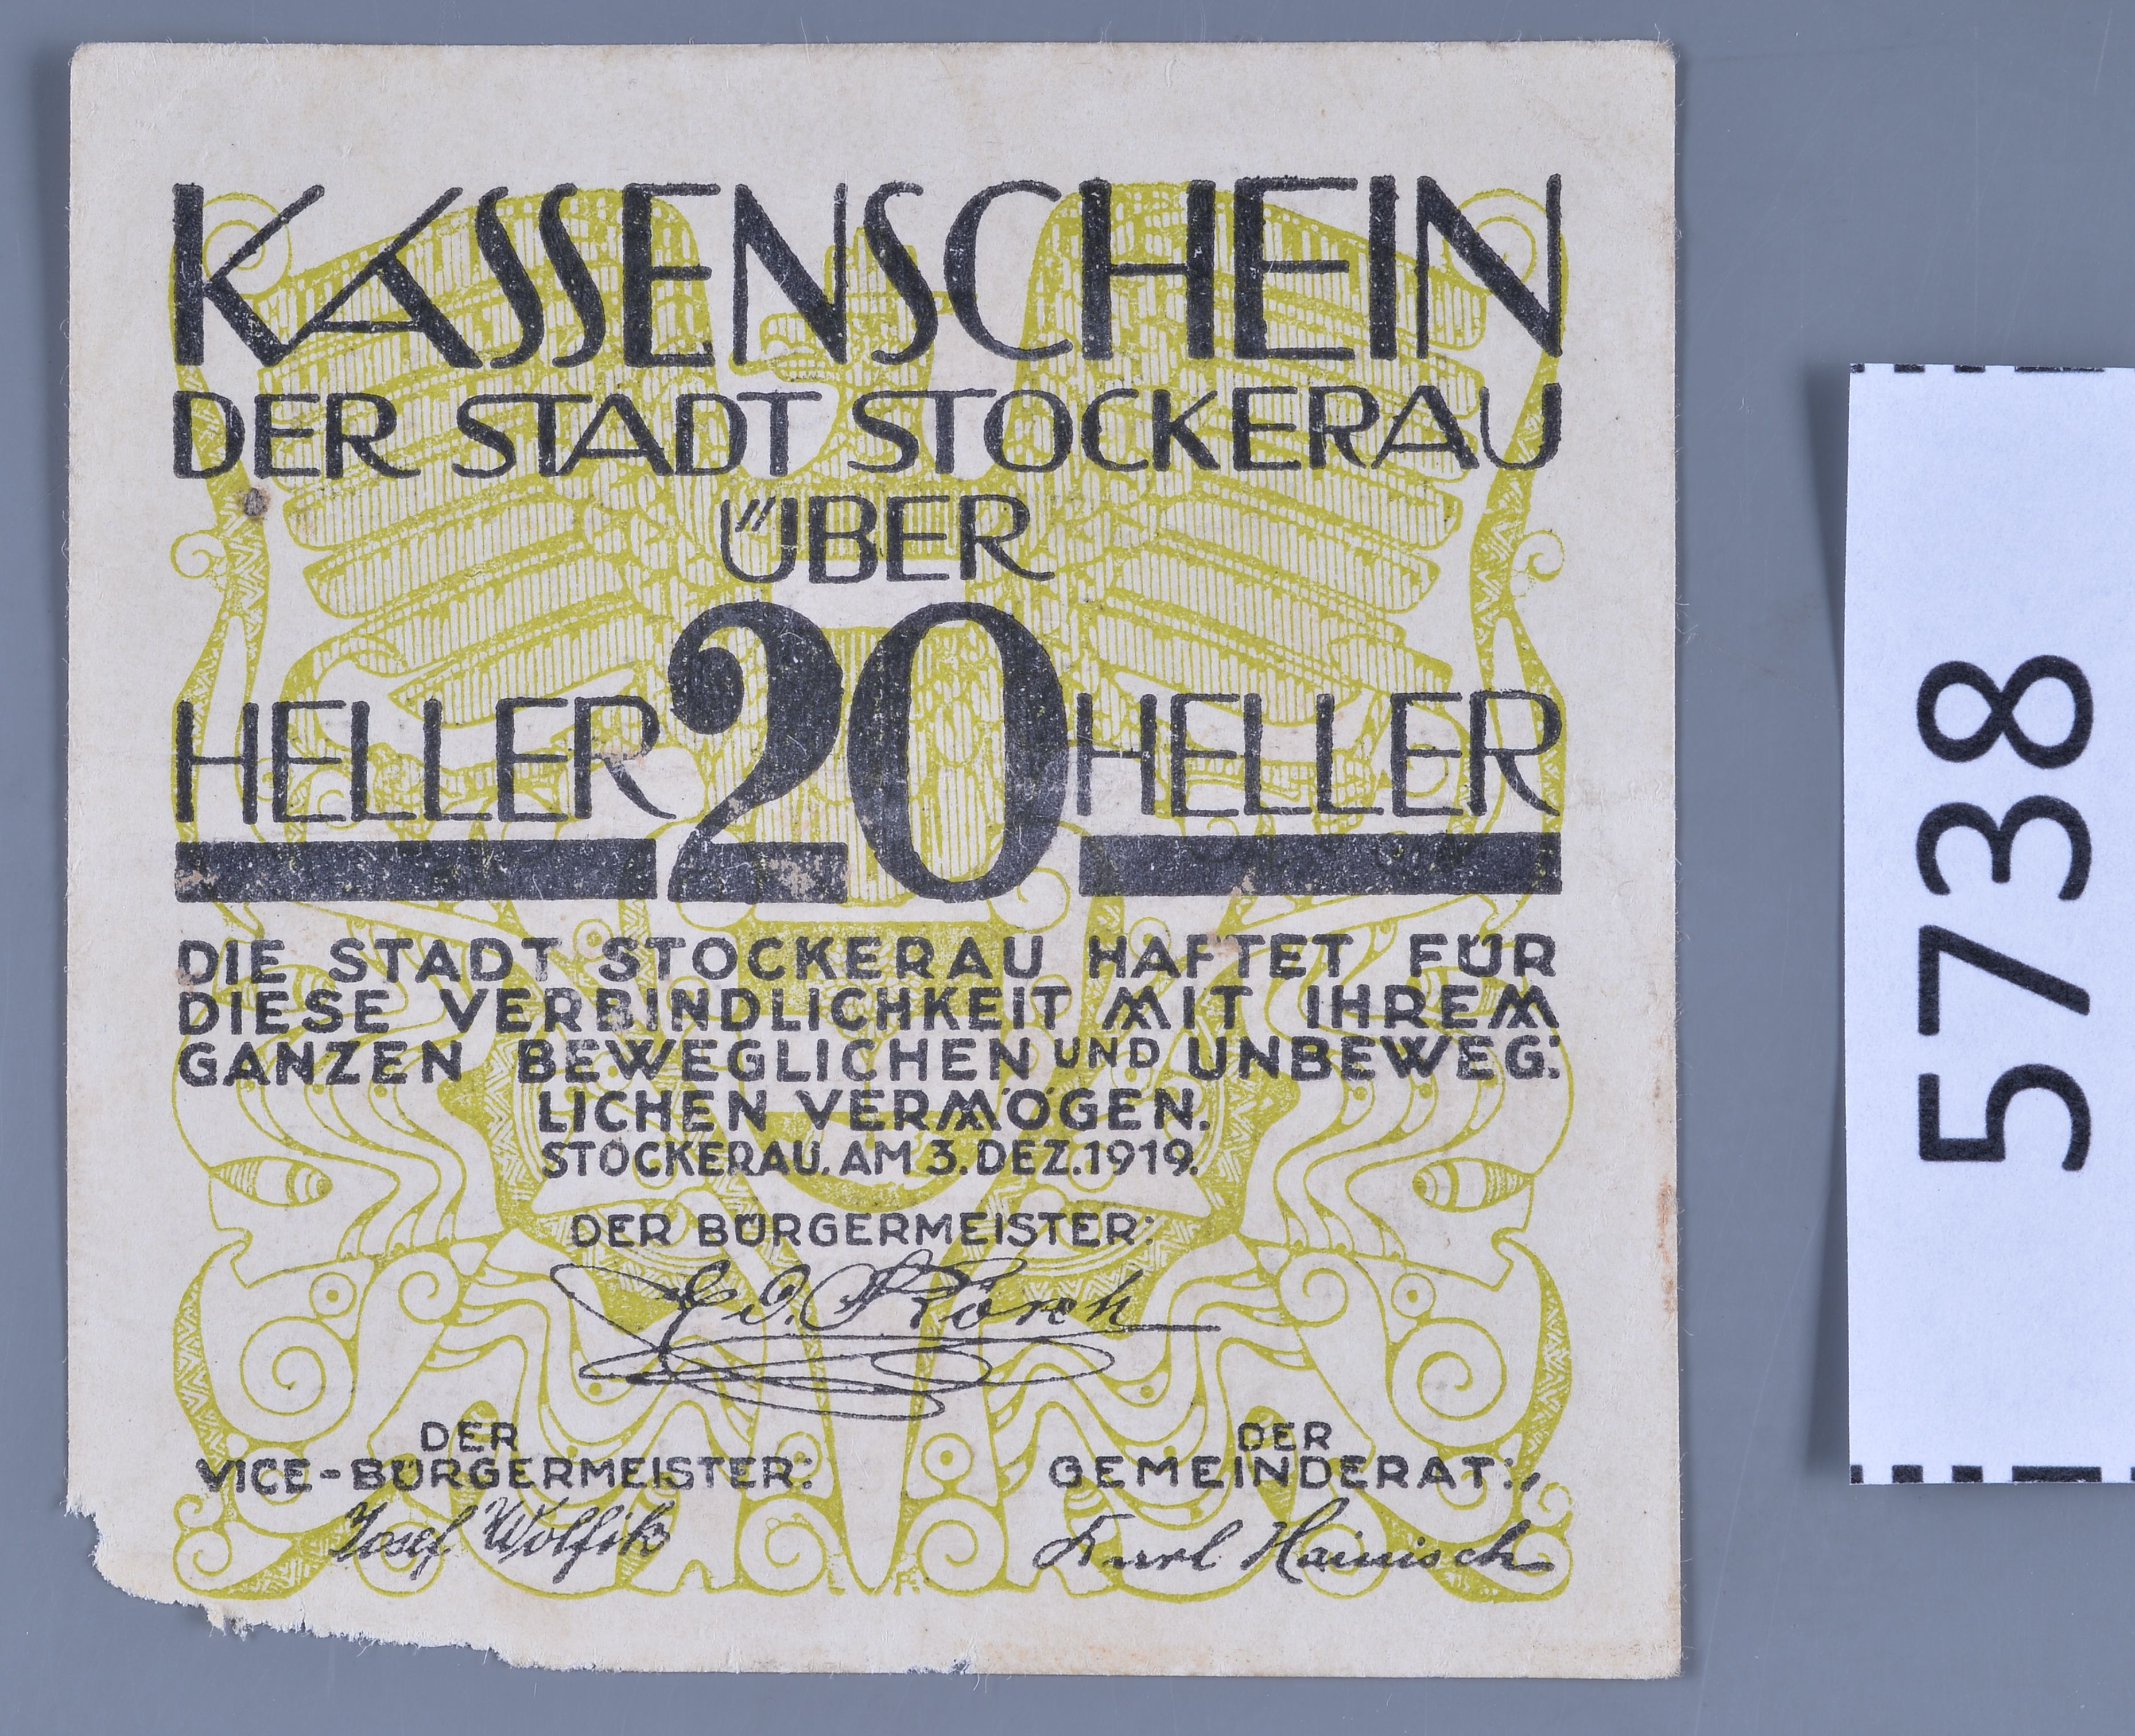 KASSENSCHEIN
DER STADT STOCKERAU
ÜBER
HELLER 20 HELLER
DIE STADT STOCKERAU HAFTET FÜR
DIESE VERBINDLICHKEIT MIT IHREM
GANZEN BEWEGLICHEN UND UNBEWEG:
LICHEN VERMÖGEN.
STOCKERAU, AM 3. DEZ. 1919.
DER BÜRGERMEISTER:
DER
VICE-BÜRGERMEISTER:
Josef Wolfik
DER
GEMEINDERAT:
Karl Hainisch
5738